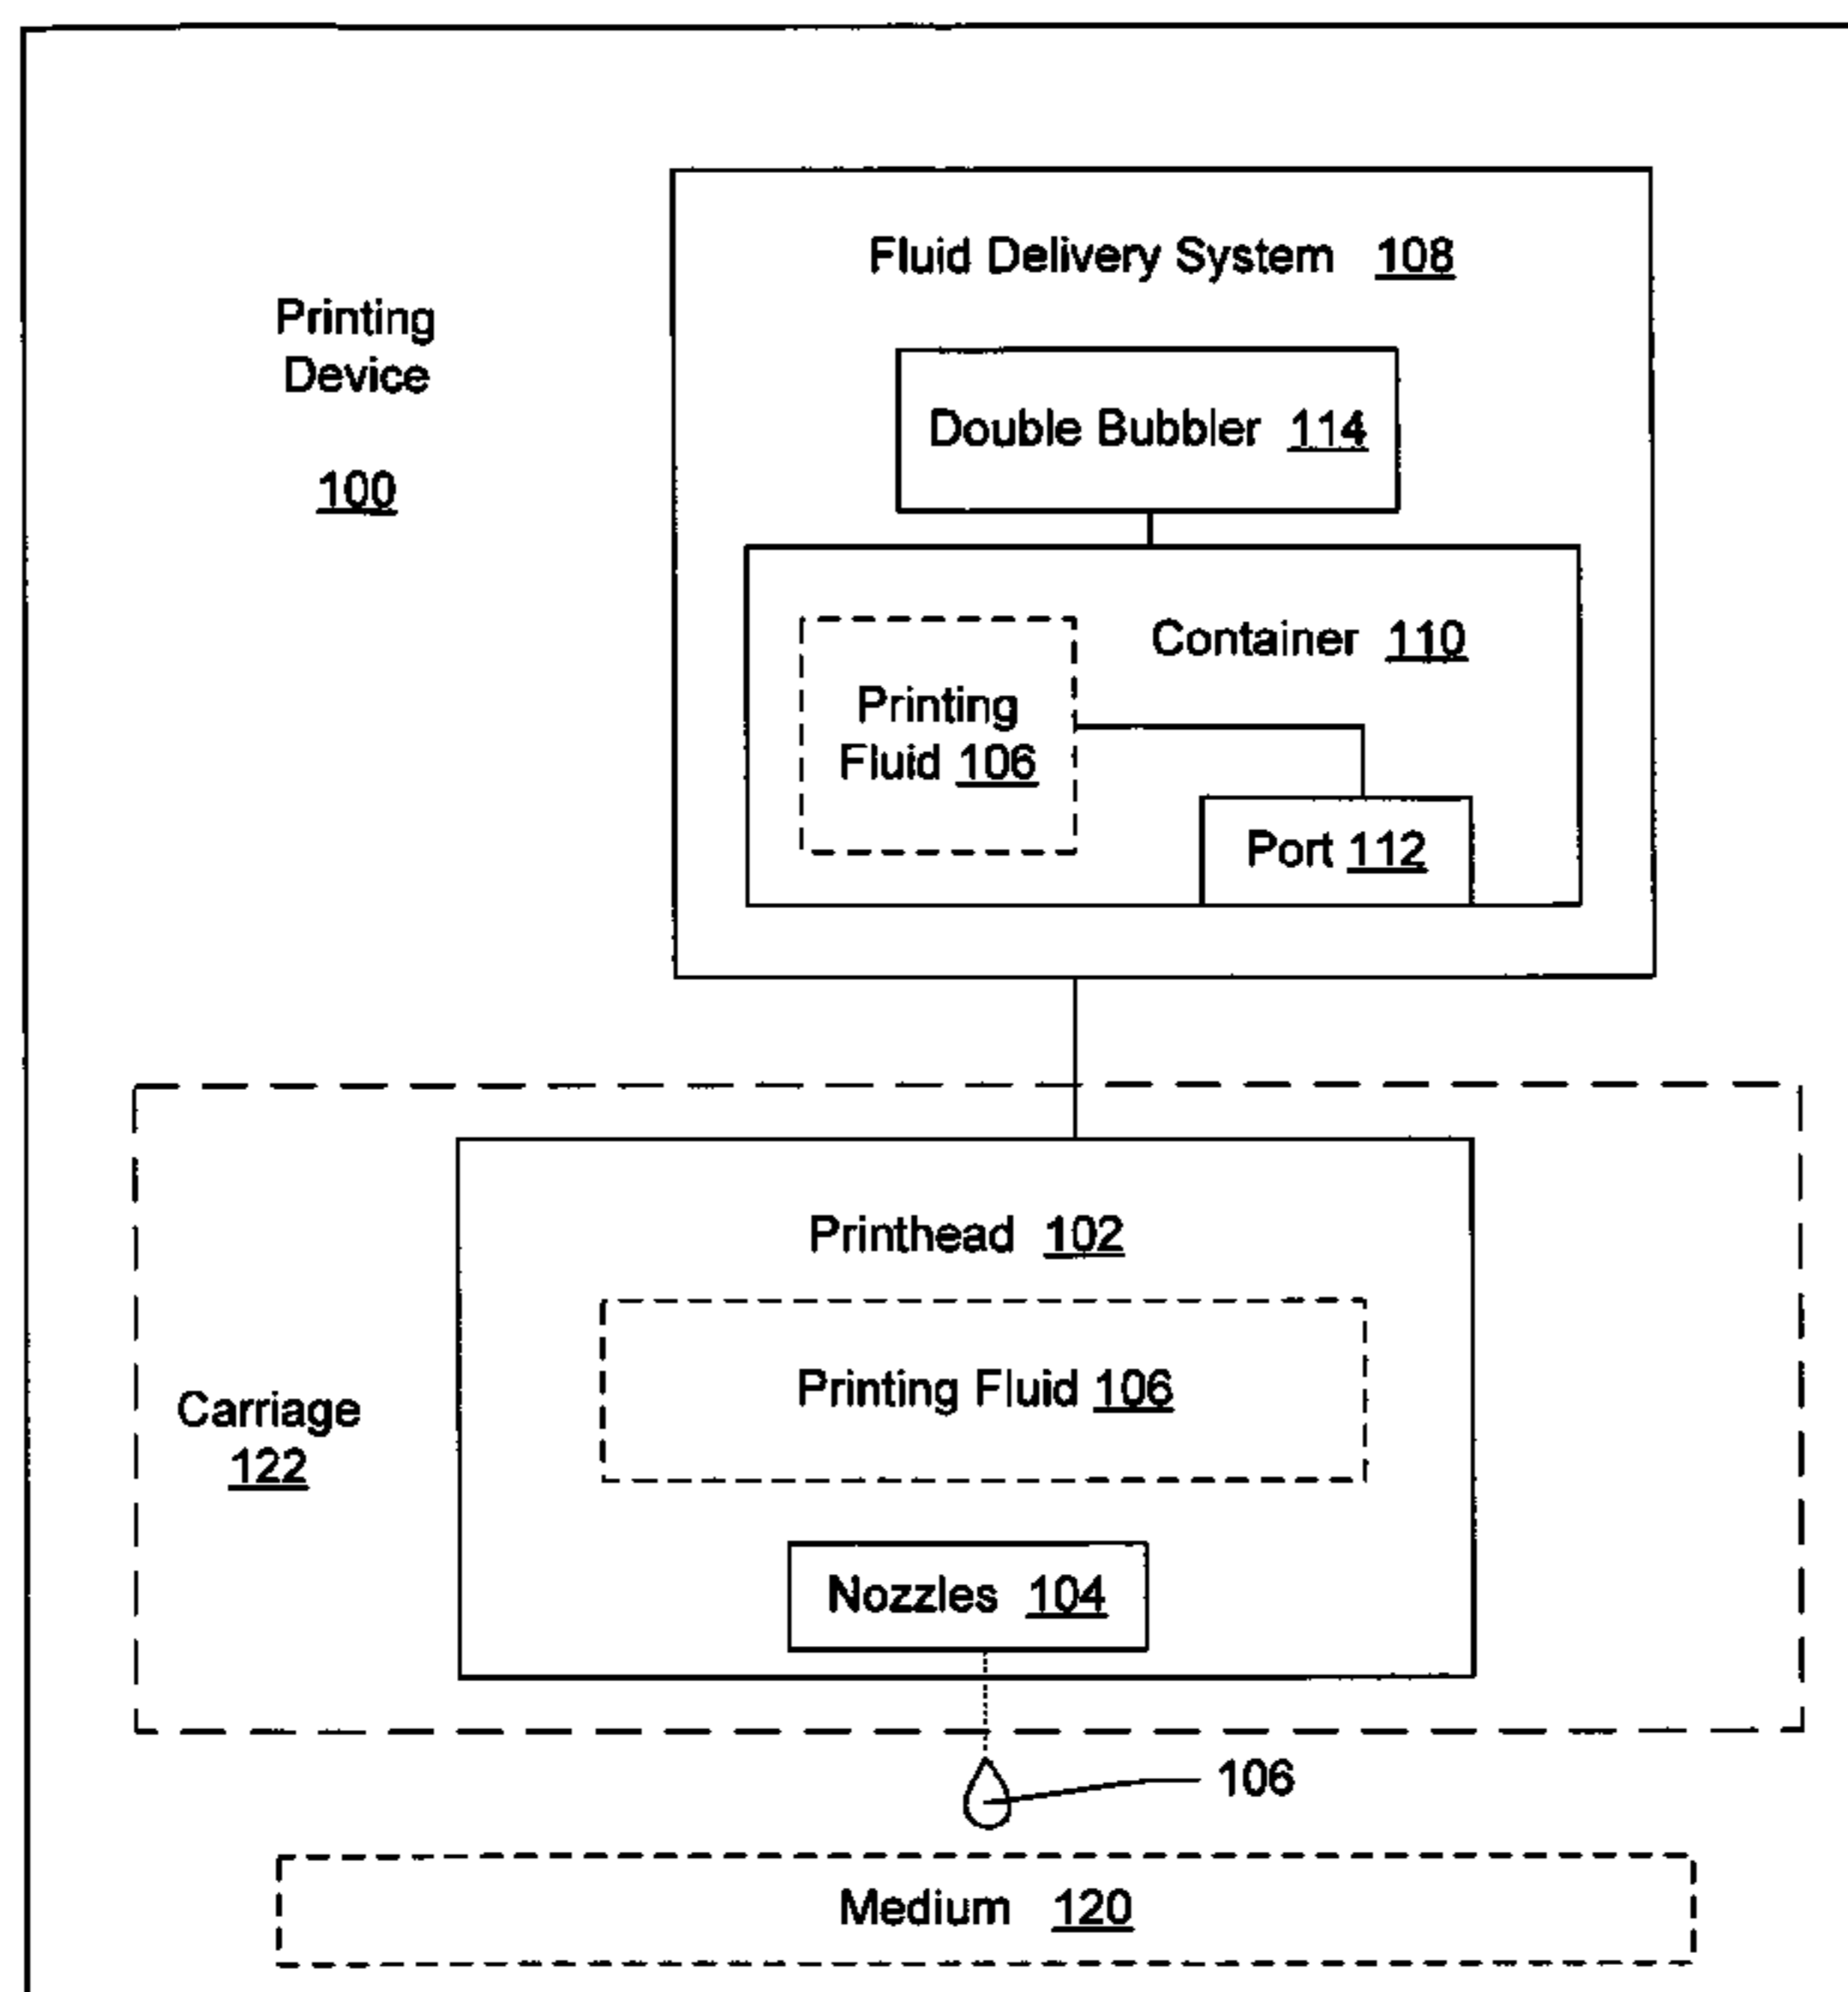 Fluid Delivery System 108
Printing
Device
100
Double Bubbler 114
Container 110
Printing
Fluid 106
Port 112
Printhead 102
Printing Fluid 106
Carriage
122
Nozzles 104
106
Medium 120